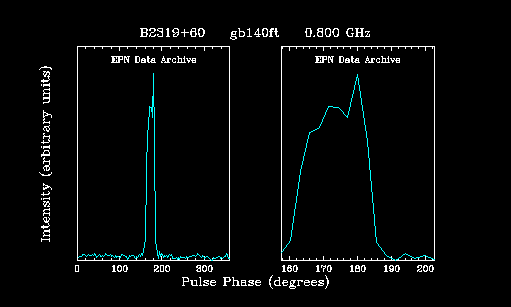 B2319+60 gb140ft 0.800 GHz
EPN Data Archive EPN Data Archive
Intensity (arbitrary units)
0 100 200 300 160 170 180 190 200
Pulse Phase (degrees)